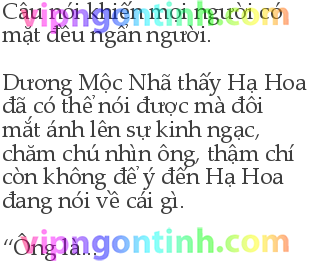 Câu nói khiến mọi người có
mặt đều ngẩn người.
Dương Mộc Nhã thấy Hạ Hoa
đã có thể nói được mà đôi
mắt ánh lên sự kinh ngạc,
chăm chú nhìn ông, thậm chí
còn không để ý đến Hạ Hoa
đang nói về cái gì.
vipngontinh.com
“Ông là...
vipngontinh.com